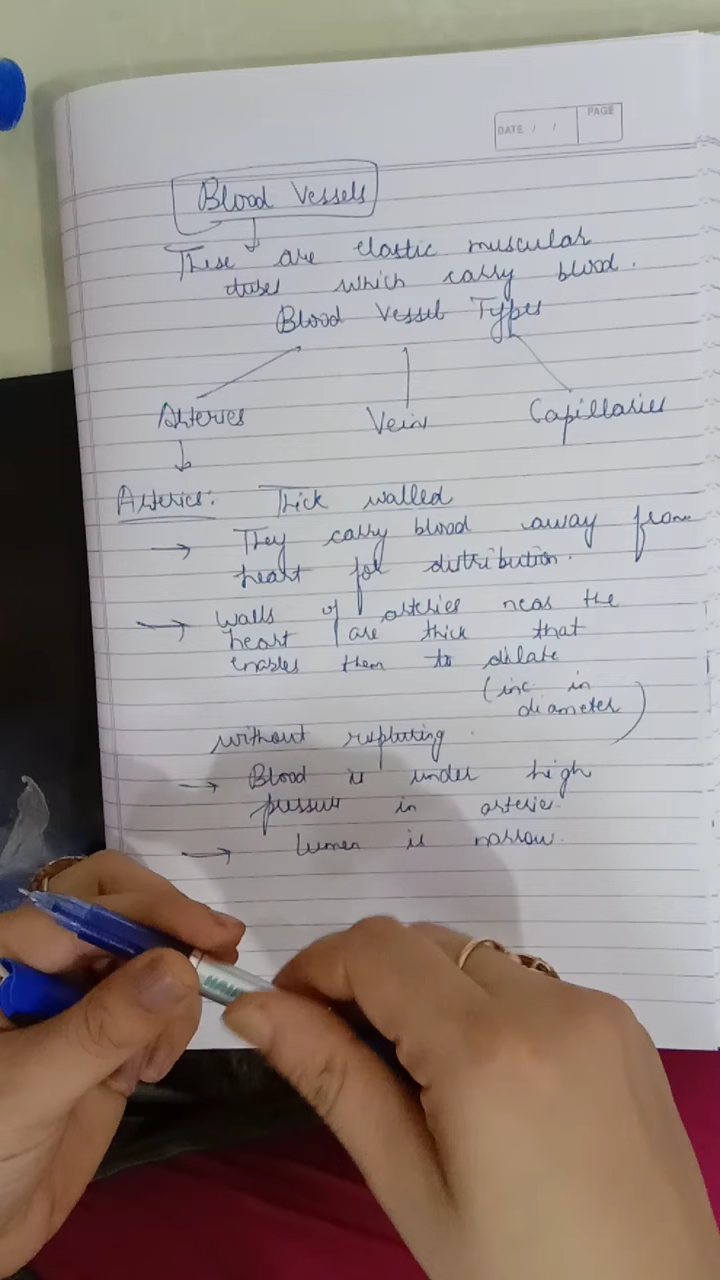 DATE / / PAGE
Blood Vessels
These are elastic muscular
tubes which carry blood.
Blood Vessel Types
Arteries Vein Capillaries
Arteries: Thick walled
→ They carry blood away from
heart for distribution.
→ Walls of arteries near the
heart are thick that
enables them to dilate
(inc in
diameter)
without rupturing.
→ Blood is under high
pressure in arterie.
→ Lumen is narrow.